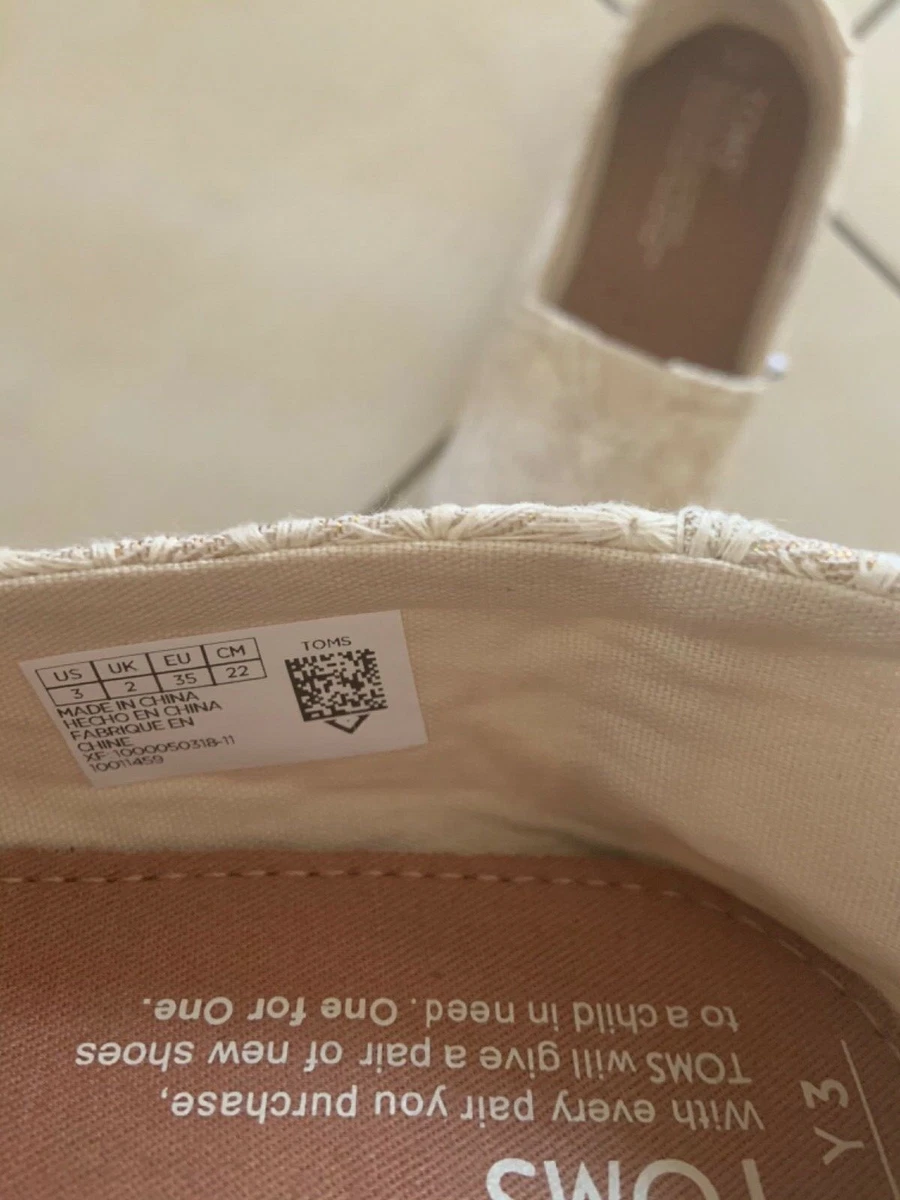 US UK EU CM
3 2 35 22
MADE IN CHINA
HECHO EN CHINA
FABRIQUE EN
CHINE
XF-1000050318-11
10011459
TOMS
TOMS
Y 3
With every pair you purchase,
TOMS will give a pair of new shoes
to a child in need. One for One.
TOMS